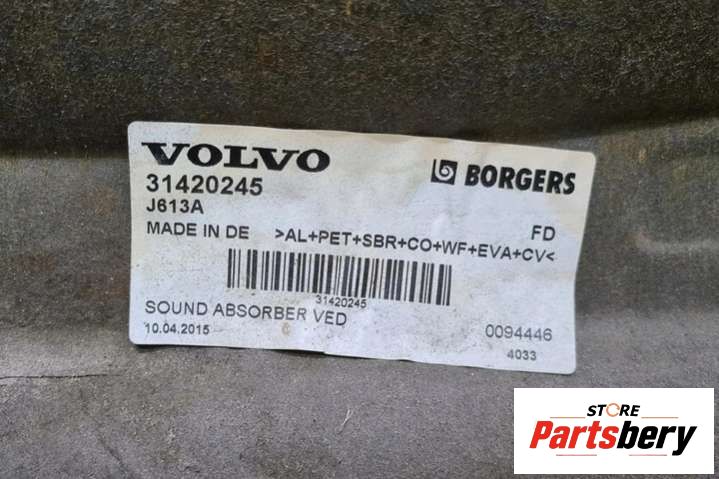 VOLVO
BORGERS
31420245
J613A
FD
MADE IN DE >AL+PET+SBR+CO+WF+EVA+CV<
31420245
SOUND ABSORBER VED
10.04.2015
0094446
4033
STORE
Partsbery